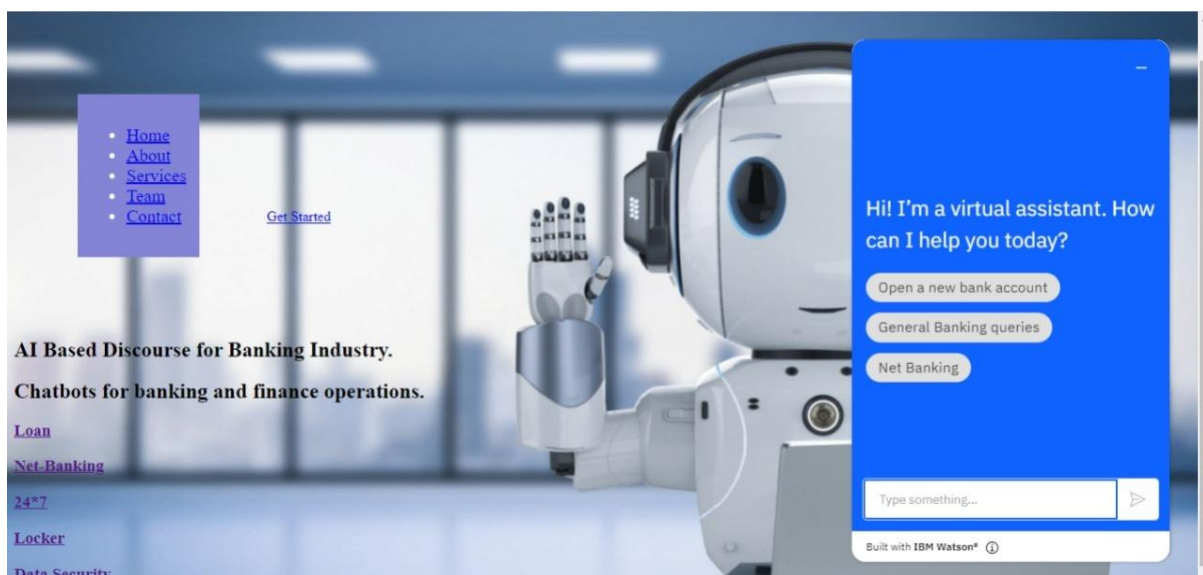 Home
About
Services
Team
Contact
Get Started
AI Based Discourse for Banking Industry.
Chatbots for banking and finance operations.
Loan
Net-Banking
24*7
Locker
Data Security
Hi! I'm a virtual assistant. How
can I help you today?
Open a new bank account
General Banking queries
Net Banking
Type something...
Built with IBM Watson®